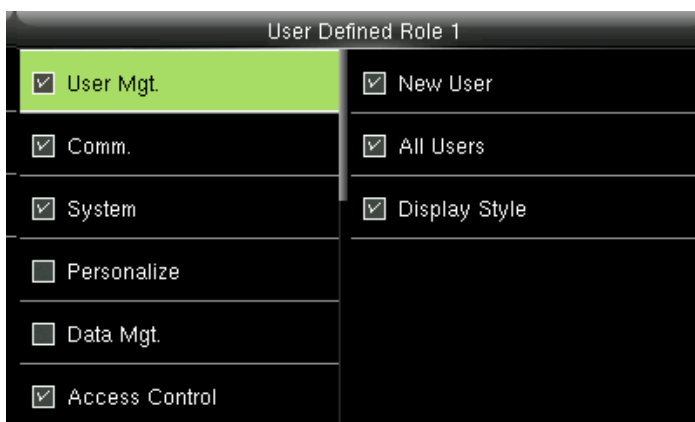 User Defined Role 1
User Mgt.
New User
Comm.
All Users
System
Display Style
Personalize
Data Mgt.
Access Control